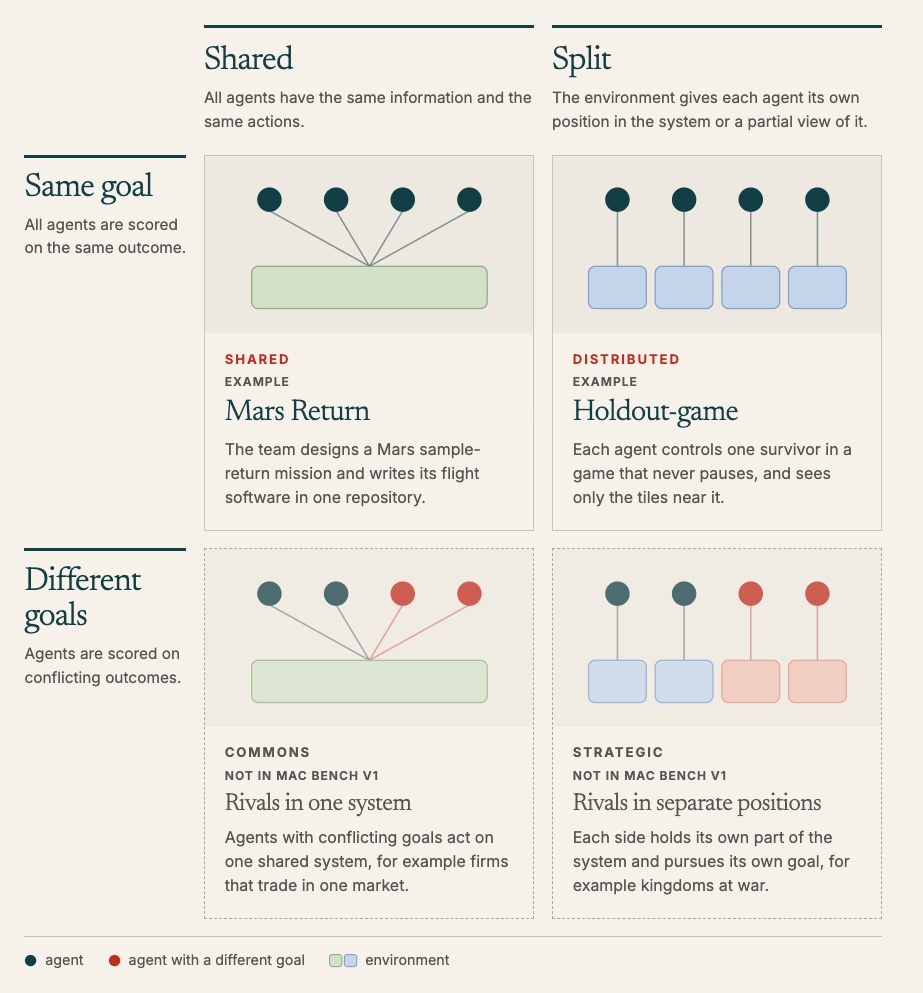 Shared
All agents have the same information and the
same actions.
Split
The environment gives each agent its own
position in the system or a partial view of it.
Same goal
All agents are scored
on the same outcome.
SHARED
EXAMPLE
Mars Return
The team designs a Mars sample-
return mission and writes its flight
software in one repository.
DISTRIBUTED
EXAMPLE
Holdout-game
Each agent controls one survivor in a
game that never pauses, and sees
only the tiles near it.
Different
goals
Agents are scored on
conflicting outcomes.
COMMONS
NOT IN MAC BENCH V1
Rivals in one system
Agents with conflicting goals act on
one shared system, for example firms
that trade in one market.
STRATEGIC
NOT IN MAC BENCH V1
Rivals in separate positions
Each side holds its own part of the
system and pursues its own goal, for
example kingdoms at war.
agent
agent with a different goal
environment